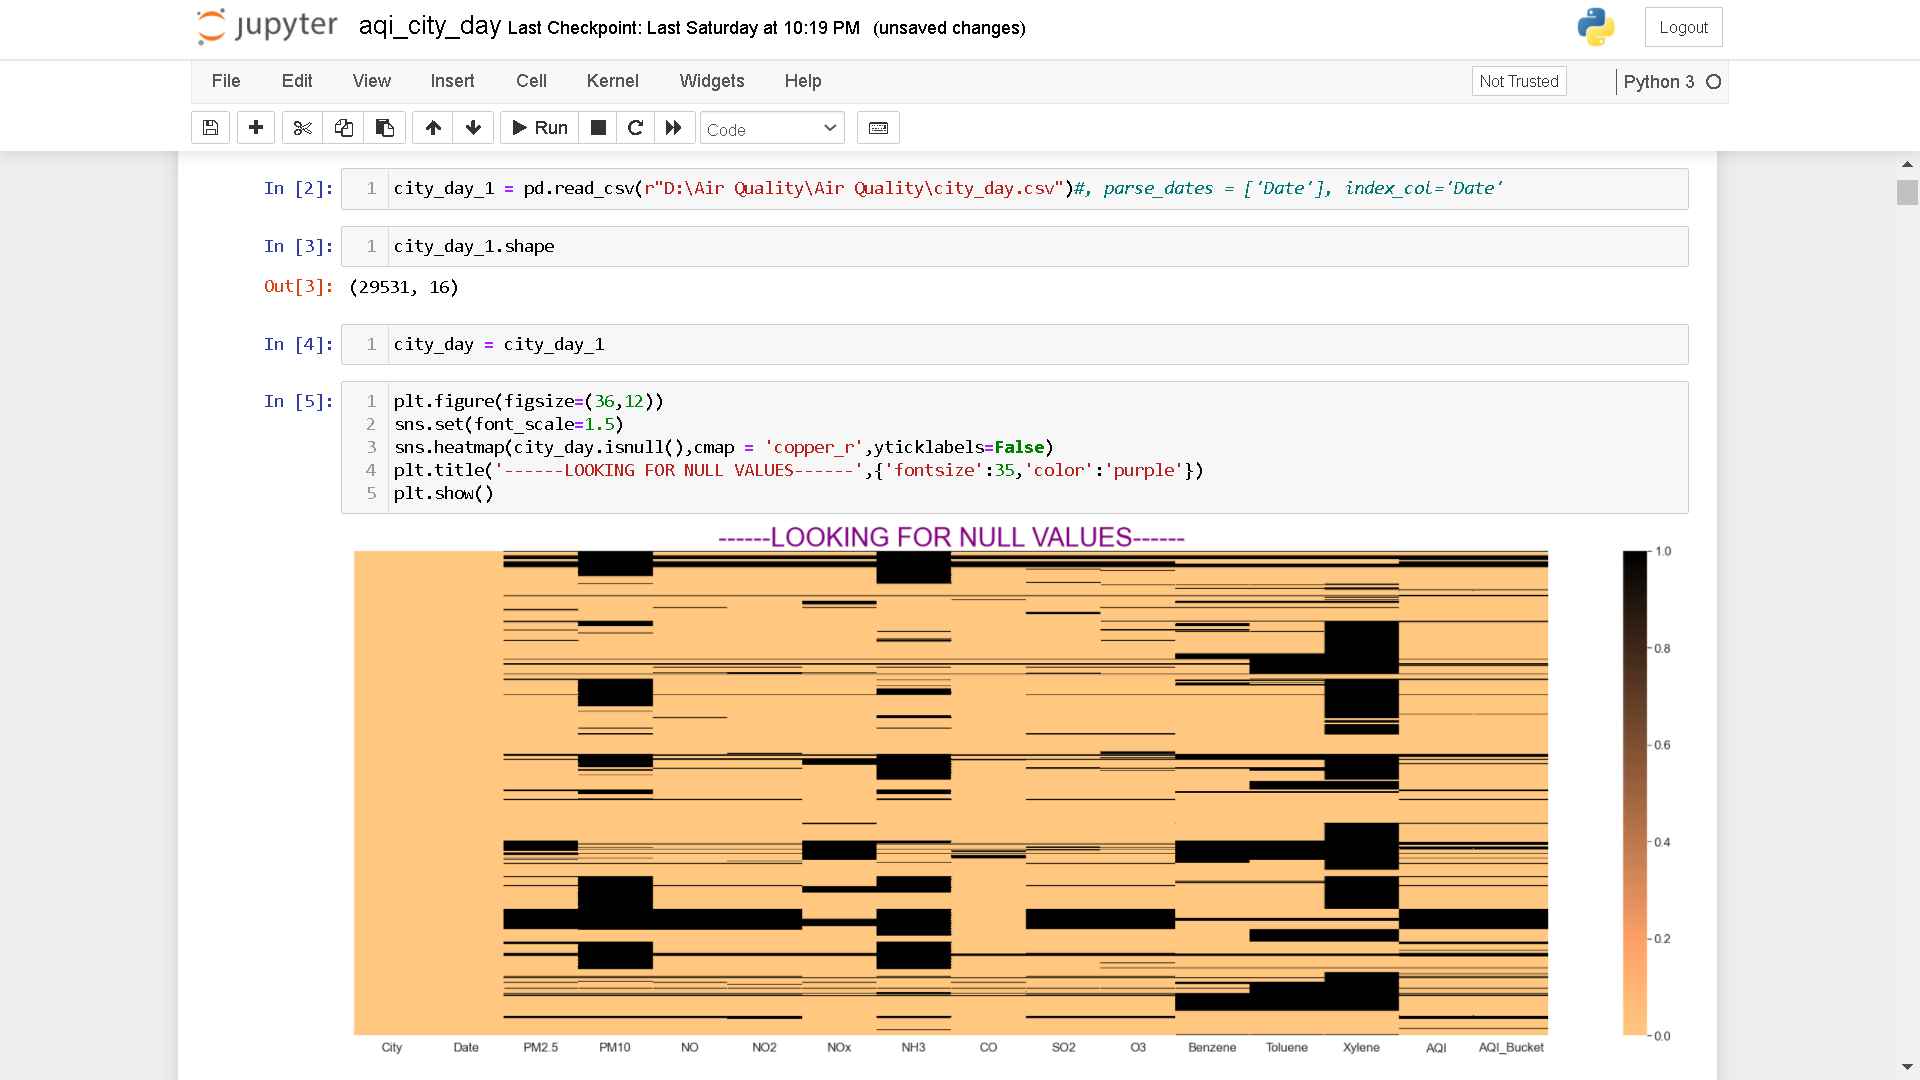 jupyter aqi_city_day Last Checkpoint: Last Saturday at 10:19 PM (unsaved changes) Logout
File Edit View Insert Cell Kernel Widgets Help Not Trusted Python 3
Run Code
In [2]: 1 city_day_1 = pd.read_csv(r"D:\Air Quality\Air Quality\city_day.csv")#, parse_dates = ['Date'], index_col='Date'
In [3]: 1 city_day_1.shape
Out[3]: (29531, 16)
In [4]: 1 city_day = city_day_1
In [5]: 1 plt.figure(figsize=(36,12))
2 sns.set(font_scale=1.5)
3 sns.heatmap(city_day.isnull(),cmap = 'copper_r',yticklabels=False)
4 plt.title('------LOOKING FOR NULL VALUES------',{'fontsize':35,'color':'purple'})
5 plt.show()
------LOOKING FOR NULL VALUES------
1.0
0.8
0.6
0.4
0.2
0.0
City Date PM2.5 PM10 NO NO2 NOx NH3 CO SO2 O3 Benzene Toluene Xylene AQI AQI_Bucket